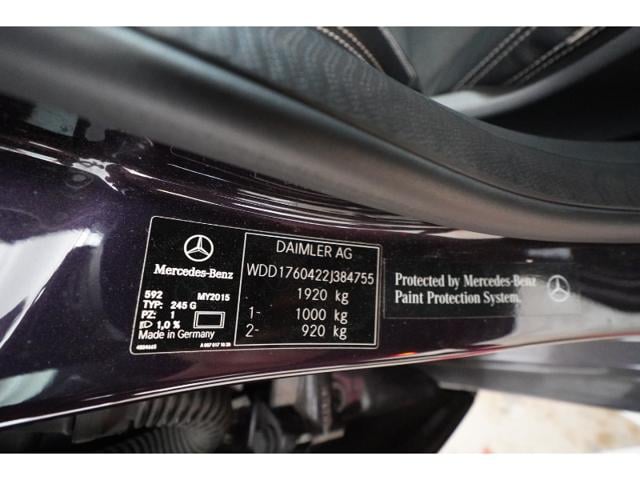 Mercedes-Benz
592 MY2015
TYP: 245 G
PZ: 1
1,0 %
Made in Germany
DAIMLER AG
WDD1760422J384755
1920 kg
1- 1000 kg
2- 920 kg
Protected by Mercedes-Benz
Paint Protection System.